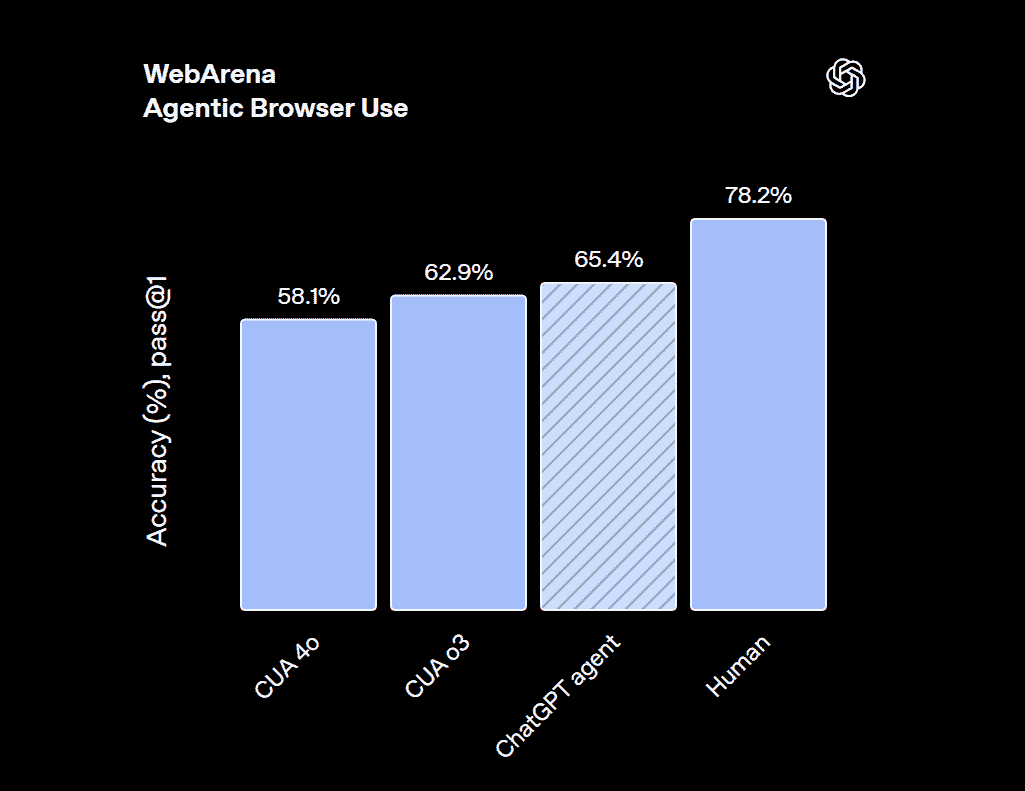 WebArena
Agentic Browser Use
Accuracy (%), pass@1
58.1%
62.9%
65.4%
78.2%
CUA 4o
CUA o3
ChatGPT agent
Human